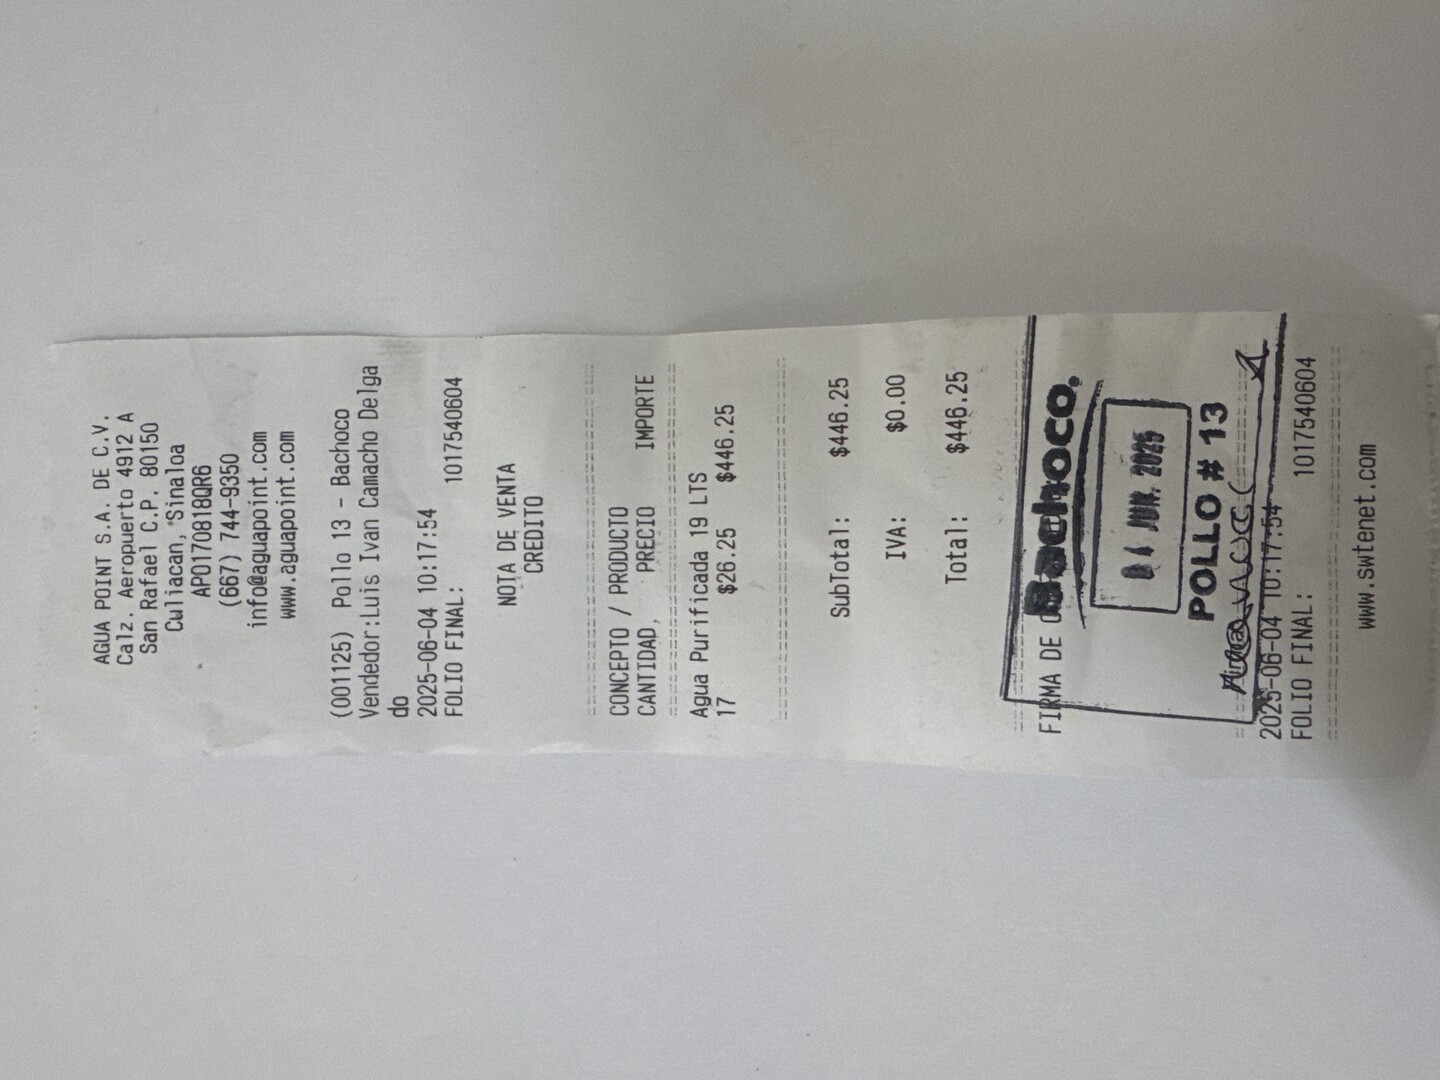 AGUA POINT S.A. DE C.V.
Calz. Aeropuerto 4912 A
San Rafael C.P. 80150
Culiacan, Sinaloa
APO170818QR6
(667) 744-9350
info@aguapoint.com
www.aguapoint.com
(001125) Pollo 13 - Bachoco
Vendedor:Luis Ivan Camacho Delga
do
2025-06-04 10:17:54
FOLIO FINAL: 1017540604
NOTA DE VENTA
CREDITO
CONCEPTO / PRODUCTO
CANTIDAD, PRECIO IMPORTE
Agua Purificada 19 LTS
17 $26.25 $446.25
SubTotal: $446.25
IVA: $0.00
Total: $446.25
FIRMA DE
Bachoco.
04 JUN. 2025
POLLO # 13
2025-06-04 10:17:54
FOLIO FINAL: 1017540604
www.swtenet.com